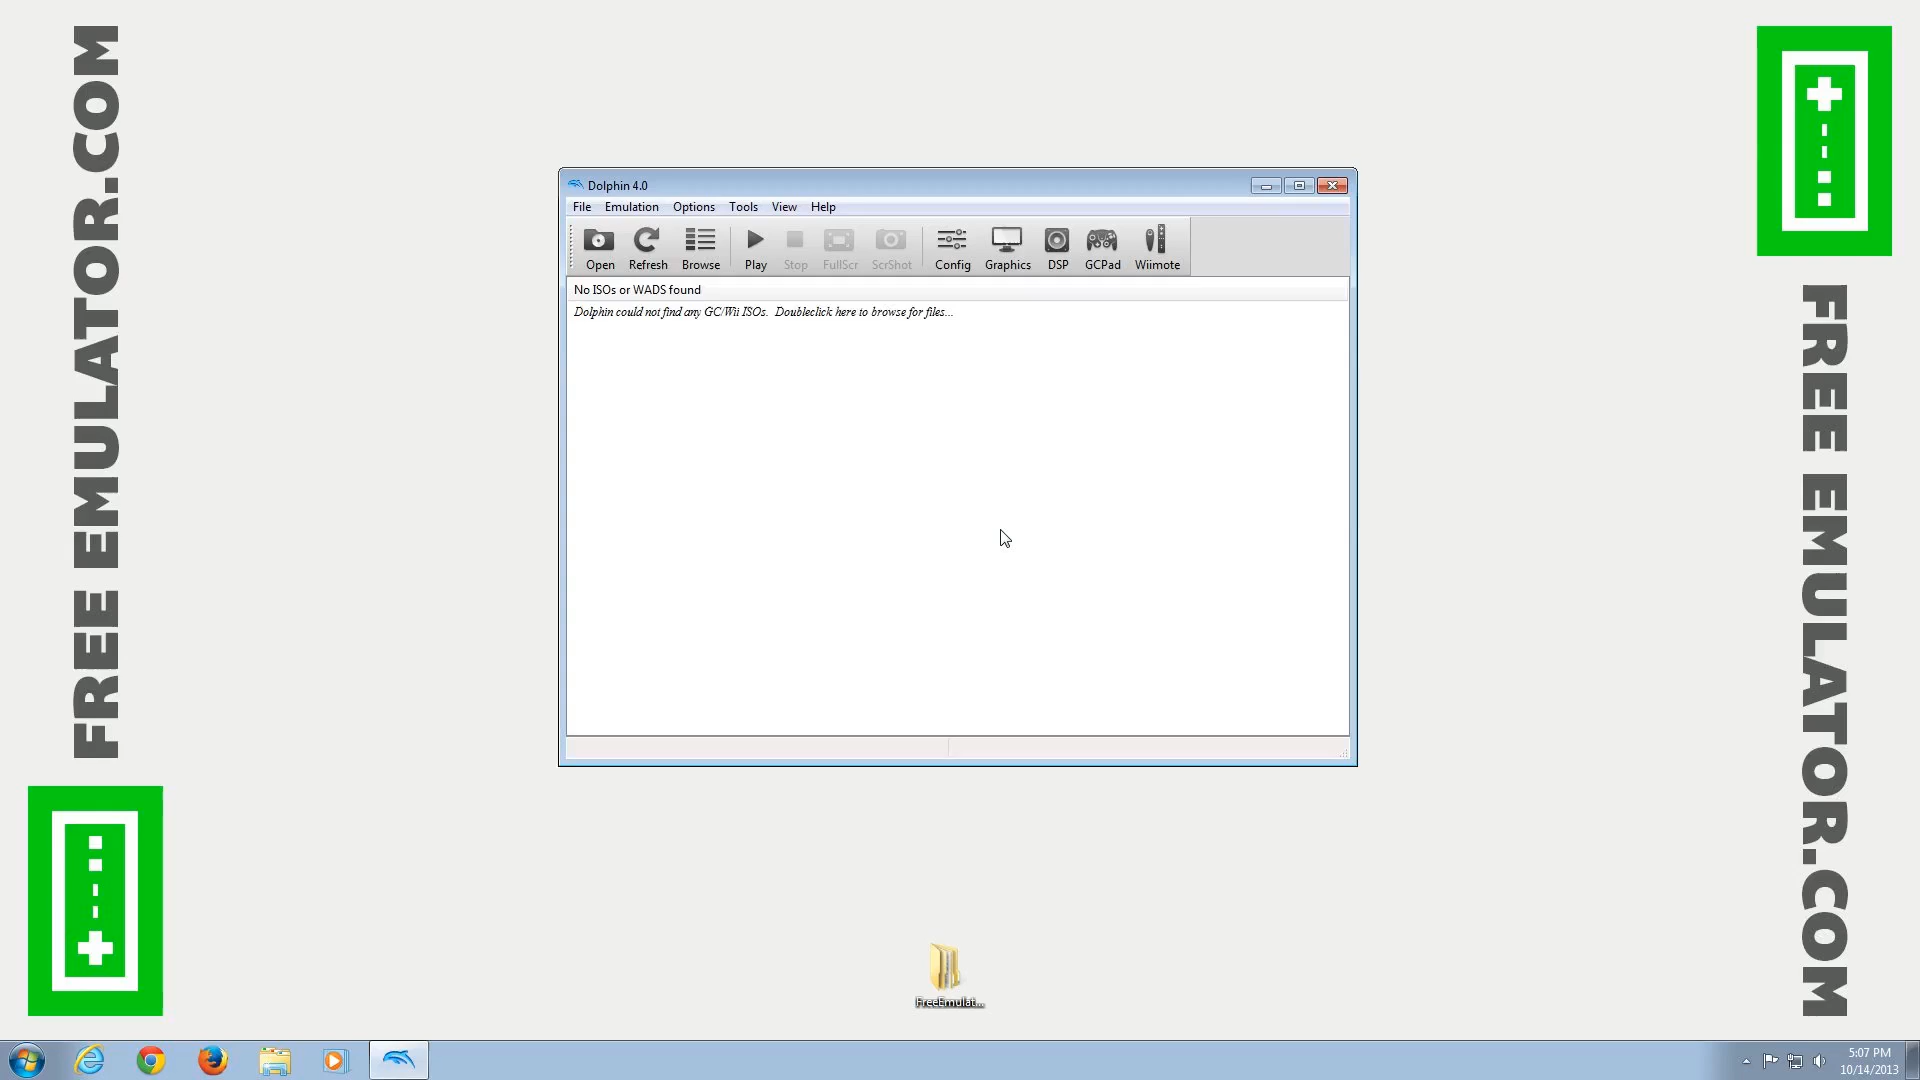 FREE EMULATOR.COM
Dolphin 4.0
File Emulation Options Tools View Help
Open Refresh Browse Play Stop FullScr ScrShot Config Graphics DSP GCPad Wiimote
No ISOs or WADS found
Dolphin could not find any GC/Wii ISOs. Doubleclick here to browse for files...
FREE EMULATOR.COM
FreeEmulat...
5:07 PM
10/14/2013